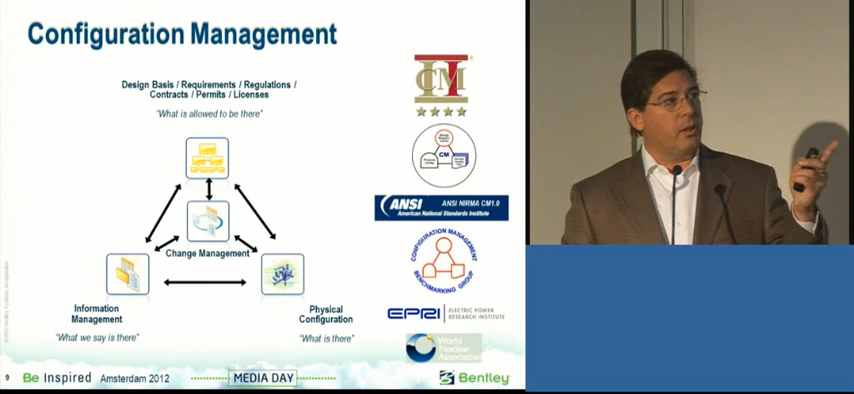 Configuration Management
Design Basis / Requirements / Regulations /
Contracts / Permits / Licenses
"What is allowed to be there"
Change Management
Information
Management
"What we say is there"
Physical
Configuration
"What is there"
CM II
CM
ANSI ANSI NIRMA CM1.0
American National Standards Institute
CONFIGURATION MANAGEMENT
BENCHMARKING GROUP
EPRI ELECTRIC POWER
RESEARCH INSTITUTE
World
Nuclear
Association
9 Be Inspired Amsterdam 2012 MEDIA DAY Bentley